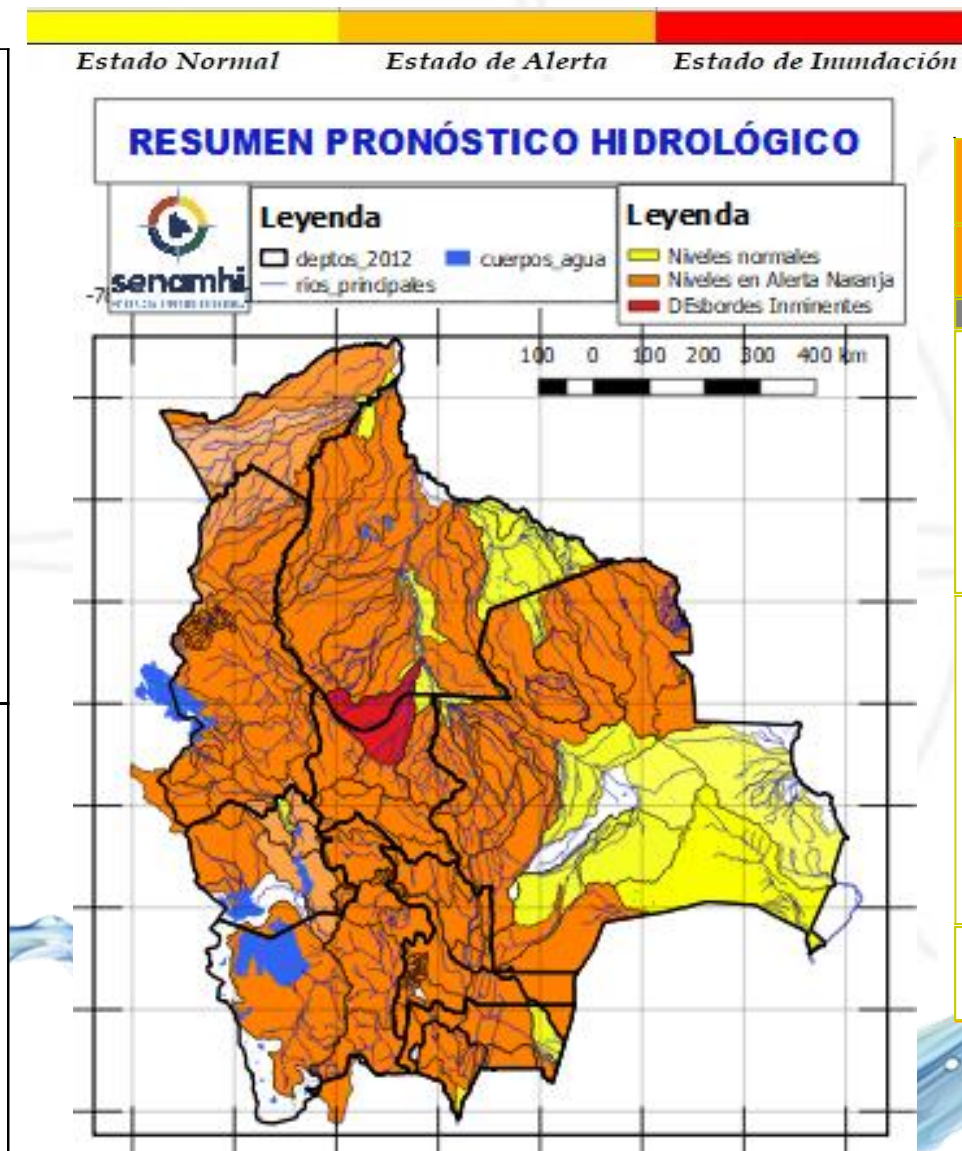 Estado Normal Estado de Alerta Estado de Inundación
RESUMEN PRONÓSTICO HIDROLÓGICO
senamhi
Leyenda
deptos_2012 cuerpos_agua
rios_principales
Leyenda
Niveles normales
Niveles en Alerta Naranja
DEsbordes Inminentes
100 0 100 200 300 400 km